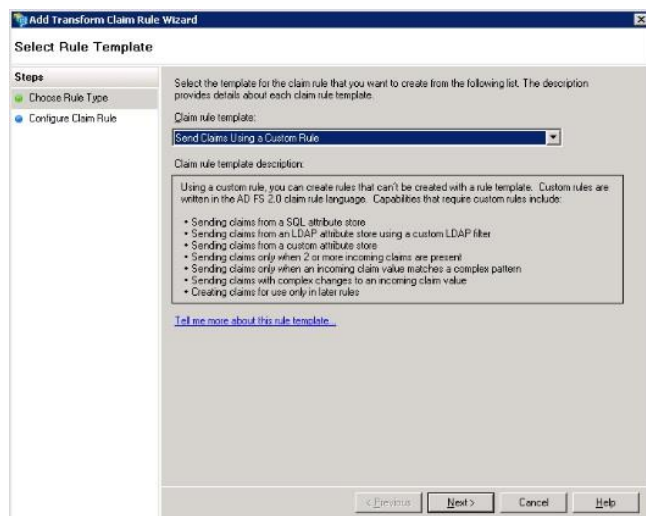 Add Transform Claim Rule Wizard
Select Rule Template
Steps
Choose Rule Type
Configure Claim Rule
Select the template for the claim rule that you want to create from the following list. The description
provides details about each claim rule template.
Claim rule template:
Send Claims Using a Custom Rule
Claim rule template description:
Using a custom rule, you can create rules that can't be created with a rule template. Custom rules are
written in the AD FS 2.0 claim rule language. Capabilities that require custom rules include:
• Sending claims from a SQL attribute store
• Sending claims from an LDAP attribute store using a custom LDAP filter
• Sending claims from a custom attribute store
• Sending claims only when 2 or more incoming claims are present
• Sending claims only when an incoming claim value matches a complex pattern
• Sending claims with complex changes to an incoming claim value
• Creating claims for use only in later rules
Tell me more about this rule template...
< Previous
Next >
Cancel
Help